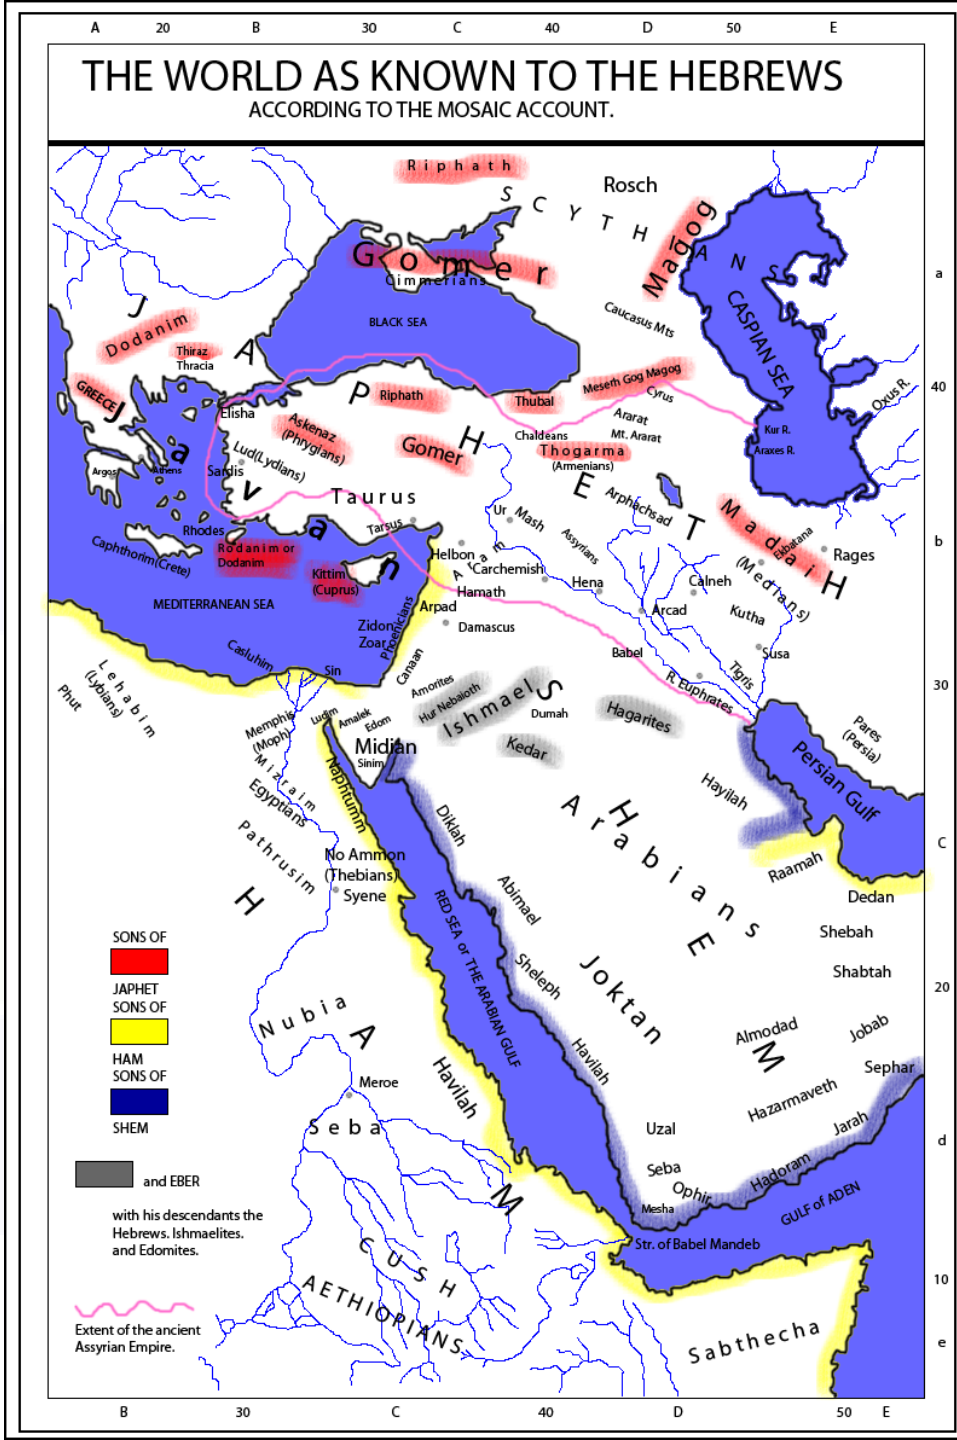 A 20 B 30 C 40 D 50 E
THE WORLD AS KNOWN TO THE HEBREWS
ACCORDING TO THE MOSAIC ACCOUNT.
Riphath
Rosch
SCYTHIANS
Magog
Gomer
Cimmerians
a
CASPIAN SEA
Caucasus Mts
BLACK SEA
JAPHETH
Dodanim
Thiraz
Thracia
GREECE
Javan
Riphath
Thubal
Meseth Gog Magog
Cyrus
40
Oxus R.
Elisha
Askenaz
(Phrygians)
Gomer
Ararat
Mt. Ararat
Chaldeans
Thogarma
(Armenians)
Kur R.
Araxes R.
Lud(Lydians)
Sardis
Argos
Athens
Taurus
Arphachsad
Ur
Mash
Assyrians
Madai
(Medians)
Ekbatana
Rages
b
Tarsus
Rhodes
Caphthorim(Crete)
Rodanim or
Dodanim
Kittim
(Cuprus)
Helbon
Aram
Carchemish
Hena
Hamath
Arpad
Calneh
Arcad
Kutha
MEDITERRANEAN SEA
Zidon
Zoar
Phoenicians
Damascus
Babel
Susa
Tigris
R. Euphrates
Casluhim
Sin
Canaan
Lehabim
(Lybians)
Phut
Amorites
Hur Nebaioth
Ishmael
SHEM
Dumah
Hagarites
Kedar
30
Pares
(Persia)
Persian Gulf
Memphis
(Moph)
Ludim
Amalek
Edom
Midian
Sinim
Naphtumm
Mizraim
Egyptians
Pathrusim
Hayilah
Arabians
Diklah
C
Raamah
Dedan
No Ammon
(Thebians)
Syene
HAM
Abimael
Shebah
RED SEA or THE ARABIAN GULF
SONS OF
JAPHET
SONS OF
HAM
SONS OF
SHEM
and EBER
with his descendants the
Hebrews. Ishmaelites.
and Edomites.
Extent of the ancient
Assyrian Empire.
Sheleph
Joktan
Shabtah
20
Nubia
Almodad
Jobab
Havilah
Havilah
Sephar
Meroe
Seba
Hazarmaveth
Jarah
Uzal
d
Seba
Hadoram
Ophir
Mesha
GULF of ADEN
Str. of Babel Mandeb
CUSH
AETHIOPIANS
10
Sabthecha
e
B 30 C 40 D 50 E